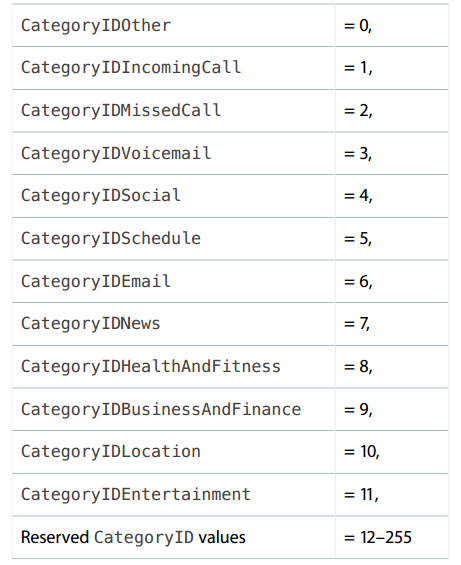 CategoryIDOther = 0,
CategoryIDIncomingCall = 1,
CategoryIDMissedCall = 2,
CategoryIDVoicemail = 3,
CategoryIDSocial = 4,
CategoryIDSchedule = 5,
CategoryIDEmail = 6,
CategoryIDNews = 7,
CategoryIDHealthAndFitness = 8,
CategoryIDBusinessAndFinance = 9,
CategoryIDLocation = 10,
CategoryIDEntertainment = 11,
Reserved CategoryID values = 12–255